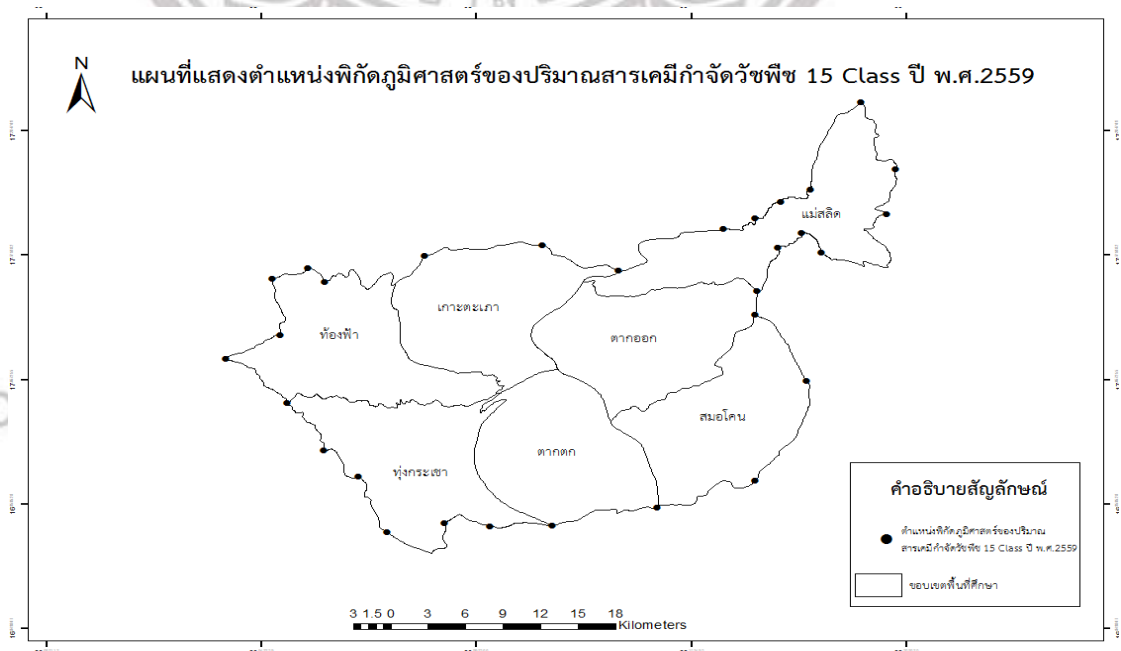 แผนที่แสดงตำแหน่งพิกัดภูมิศาสตร์ของปริมาณสารเคมีกำจัดวัชพืช 15 Class ปี พ.ศ.2559
N
แม่สลิด
เกาะตะเภา
ท้องฟ้า
ตากออก
สมอโคน
ตากตก
ทุ่งกระเชา
คำอธิบายสัญลักษณ์
ตำแหน่งพิกัดภูมิศาสตร์ของปริมาณ
สารเคมีกำจัดวัชพืช 15 Class ปี พ.ศ.2559
ขอบเขตพื้นที่ศึกษา
3 1.5 0 3 6 9 12 15 18
Kilometers